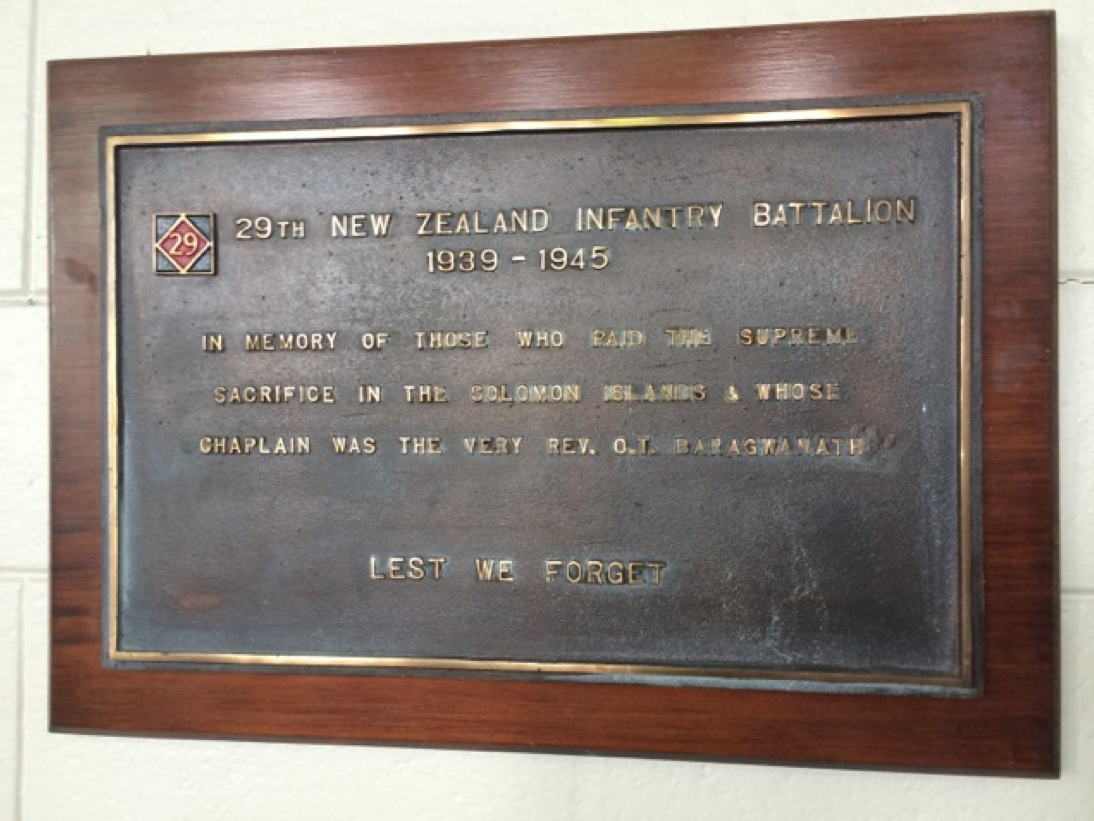 29
29TH NEW ZEALAND INFANTRY BATTALION
1939 - 1945
IN MEMORY OF THOSE WHO PAID THE SUPREME
SACRIFICE IN THE SOLOMON ISLANDS & WHOSE
CHAPLAIN WAS THE VERY REV. O.T. BARAGWANATH
LEST WE FORGET